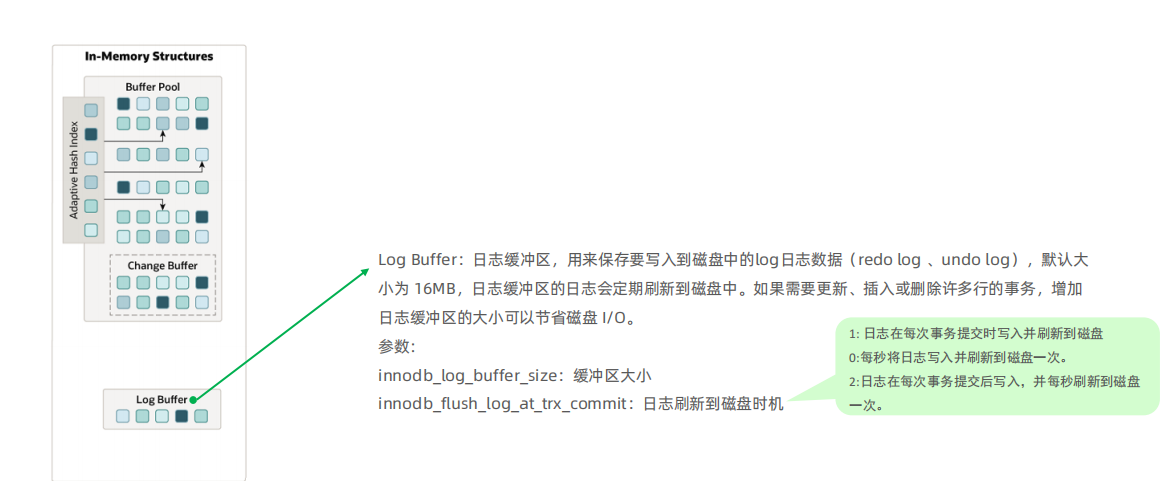 In-Memory Structures
Buffer Pool
Adaptive Hash Index
Change Buffer
Log Buffer
Log Buffer：日志缓冲区，用来保存要写入到磁盘中的log日志数据（redo log 、undo log），默认大
小为 16MB，日志缓冲区的日志会定期刷新到磁盘中。如果需要更新、插入或删除许多行的事务，增加
日志缓冲区的大小可以节省磁盘 I/O。
参数：
innodb_log_buffer_size：缓冲区大小
innodb_flush_log_at_trx_commit：日志刷新到磁盘时机
1: 日志在每次事务提交时写入并刷新到磁盘
0:每秒将日志写入并刷新到磁盘一次。
2:日志在每次事务提交后写入，并每秒刷新到磁盘
一次。